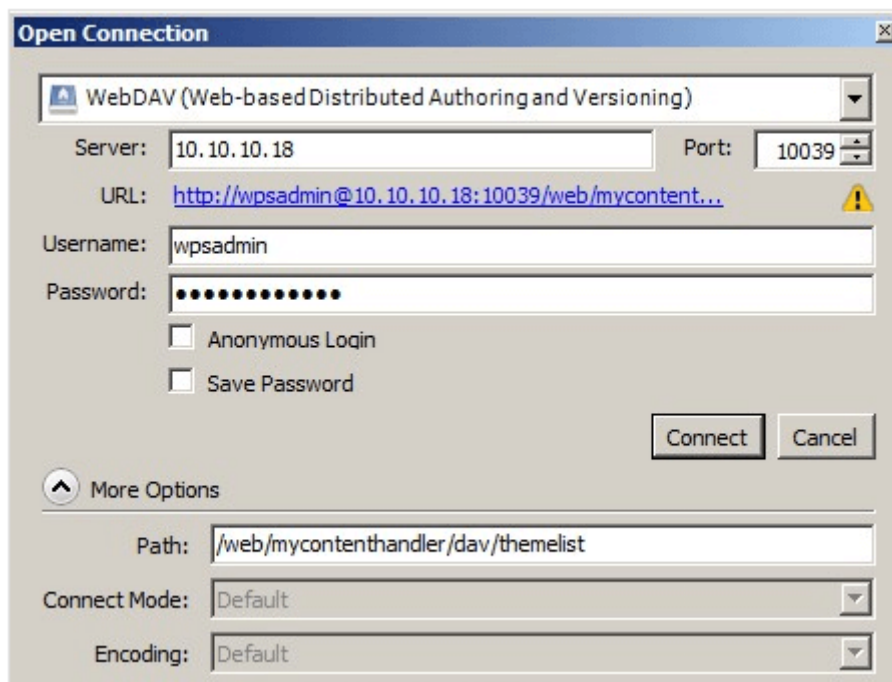 Open Connection
WebDAV (Web-based Distributed Authoring and Versioning)
Server: 10.10.10.18 Port: 10039
URL: http://wpsadmin@10.10.10.18:10039/web/mycontent...
Username: wpsadmin
Password: ●●●●●●●●●●●●
Anonymous Login
Save Password
Connect Cancel
More Options
Path: /web/mycontenthandler/dav/themelist
Connect Mode: Default
Encoding: Default